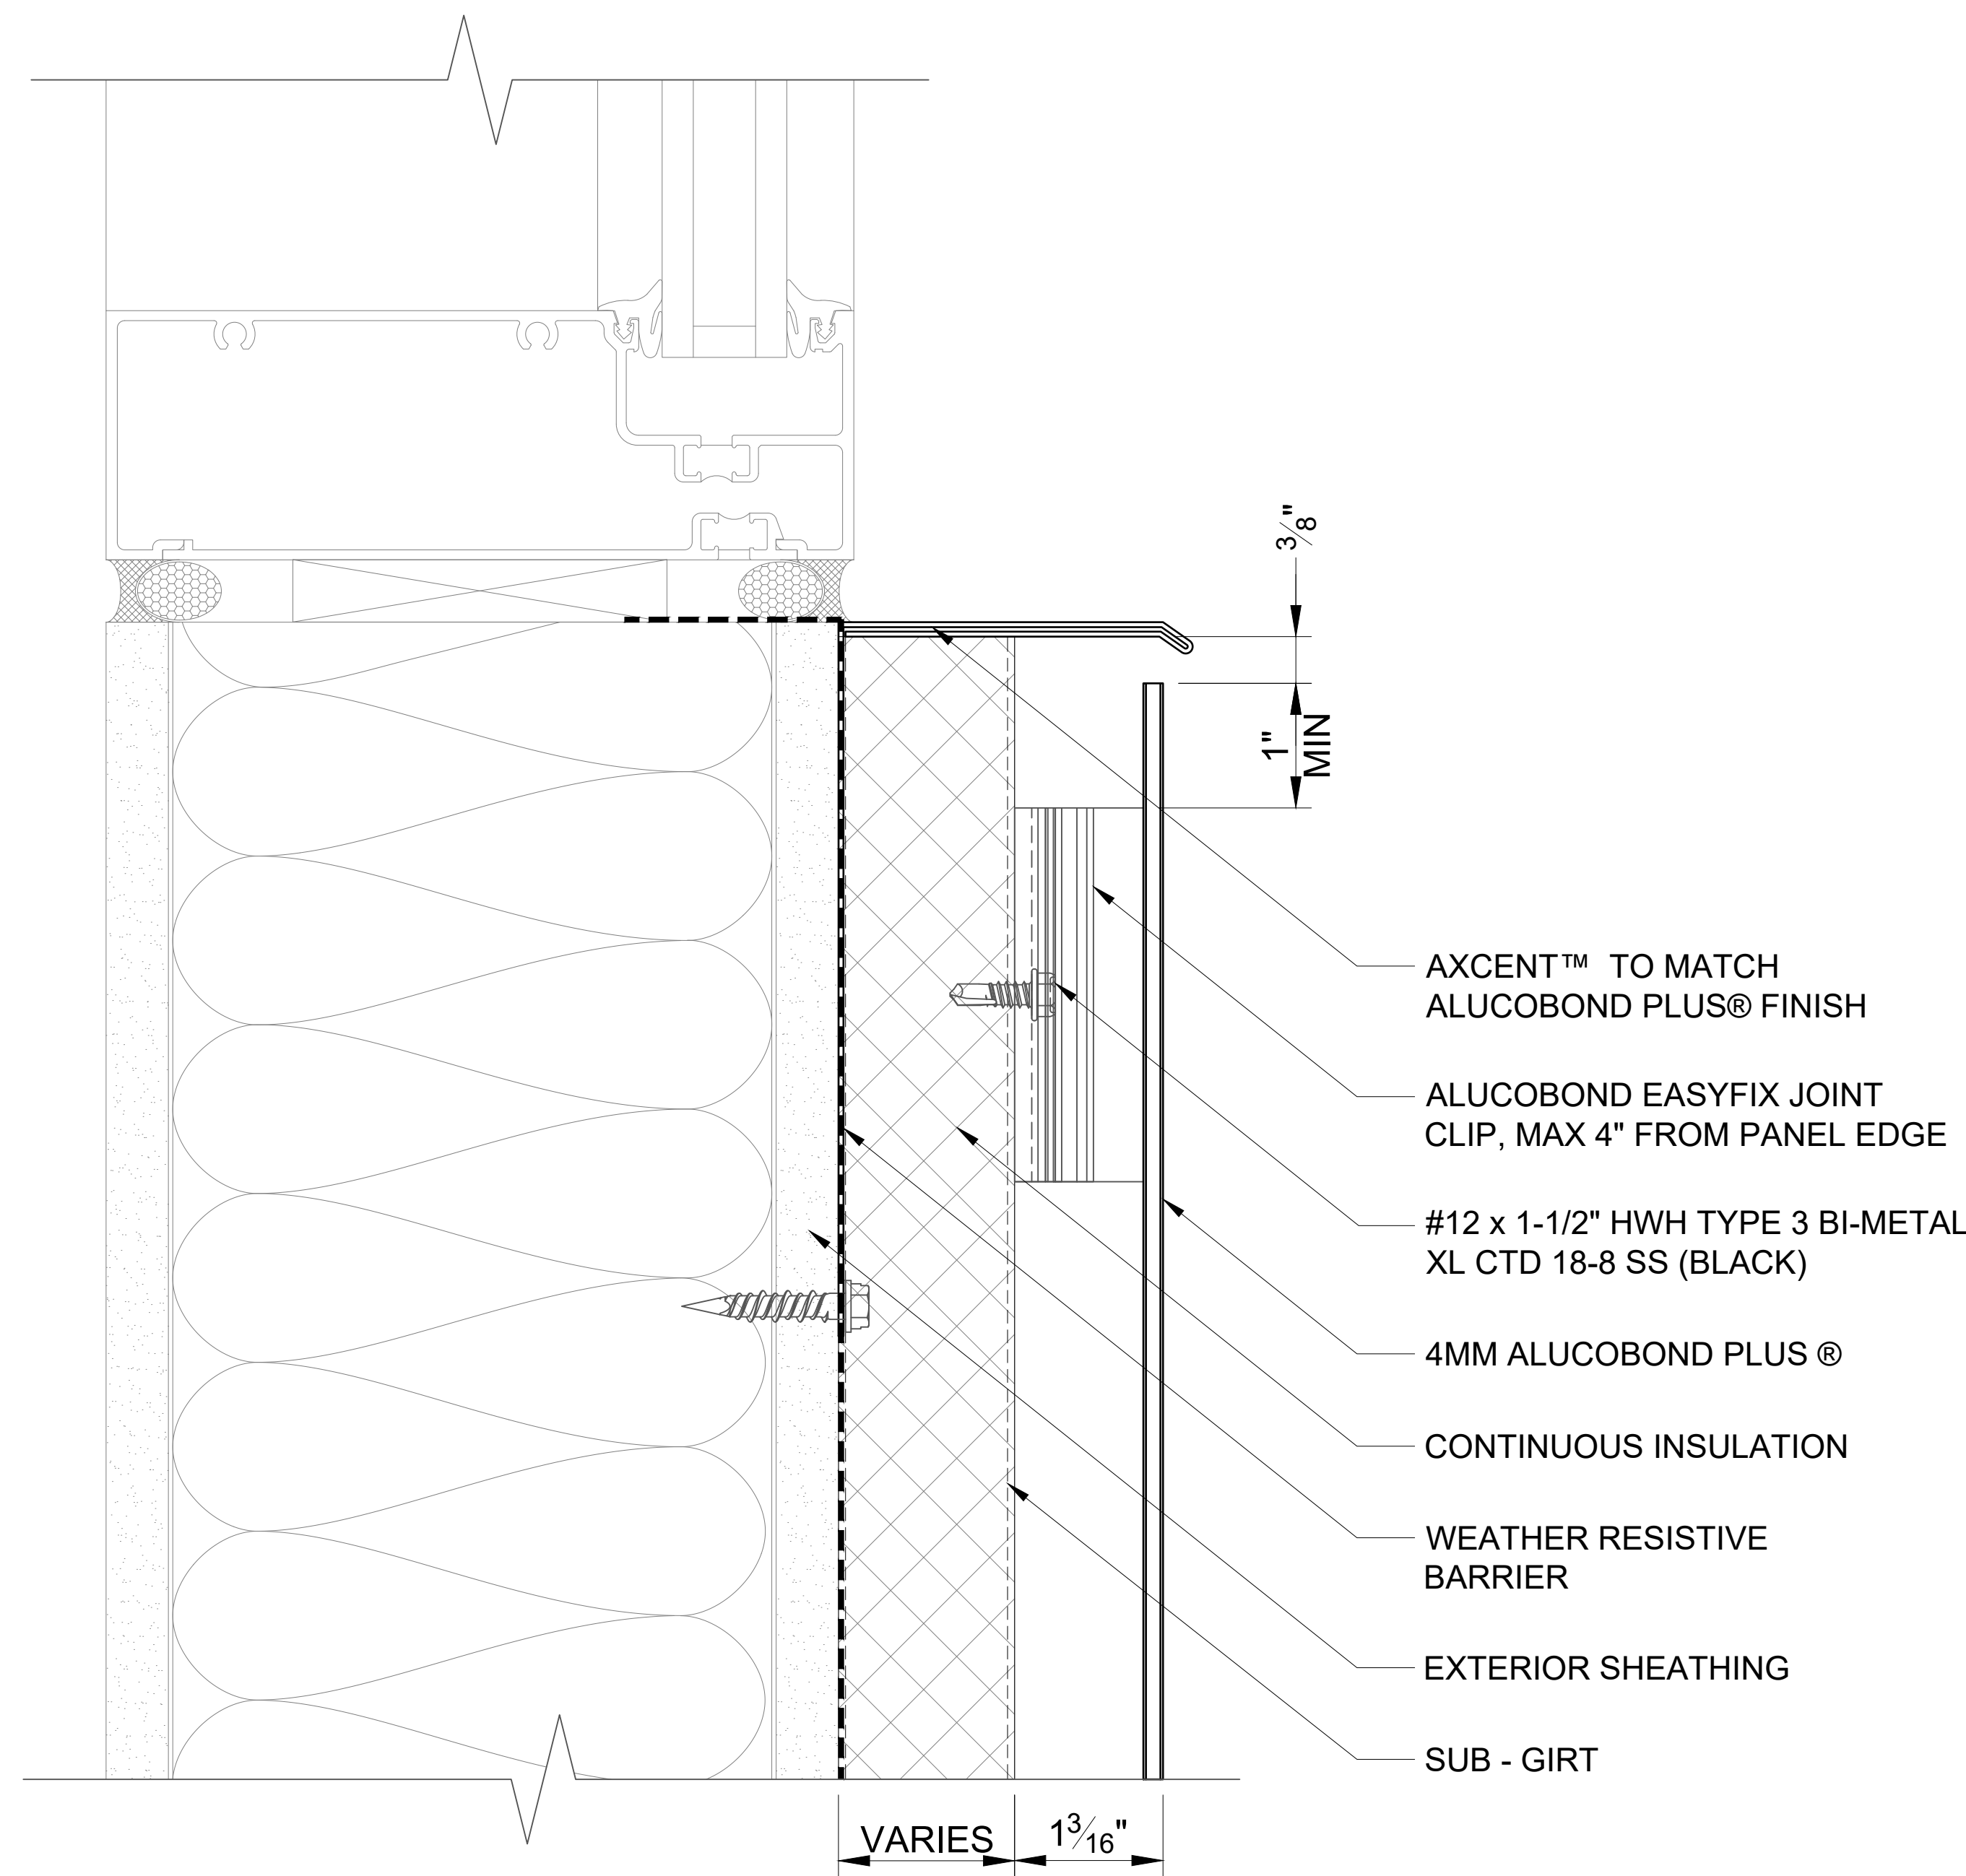 3/8"
1"
MIN
AXCENT™ TO MATCH
ALUCOBOND PLUS® FINISH
ALUCOBOND EASYFIX JOINT
CLIP, MAX 4" FROM PANEL EDGE
#12 x 1-1/2" HWH TYPE 3 BI-METAL
XL CTD 18-8 SS (BLACK)
4MM ALUCOBOND PLUS ®
CONTINUOUS INSULATION
WEATHER RESISTIVE
BARRIER
EXTERIOR SHEATHING
SUB - GIRT
VARIES
1 3/16"